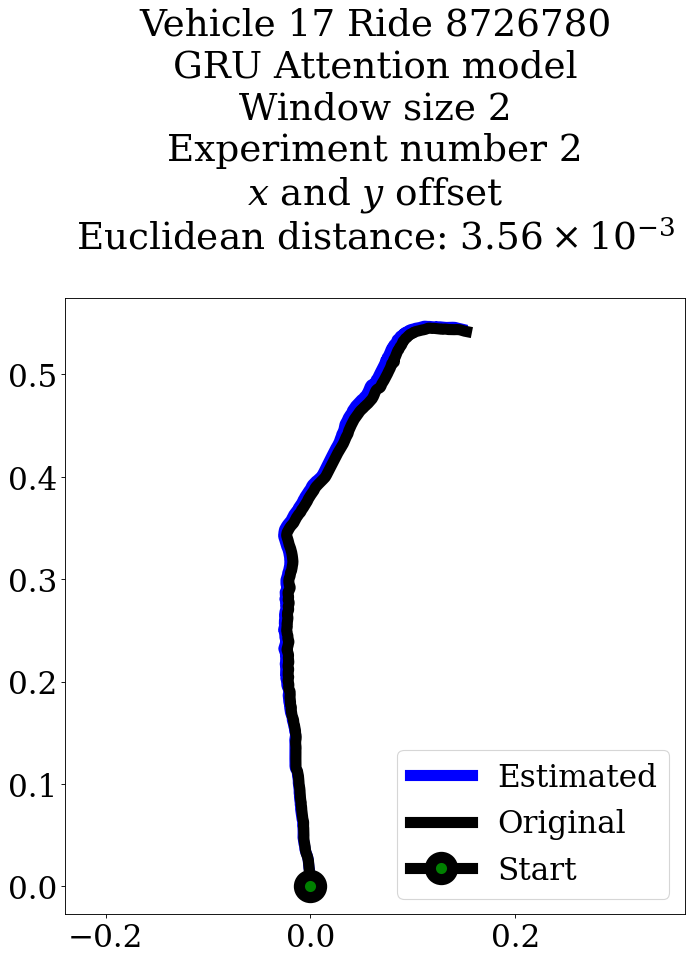 Vehicle 17 Ride 8726780
GRU Attention model
Window size 2
Experiment number 2
x and y offset
Euclidean distance: 3.56 × 10⁻³
0.5
0.4
0.3
0.2
0.1
0.0
−0.2
0.0
0.2
Estimated
Original
Start